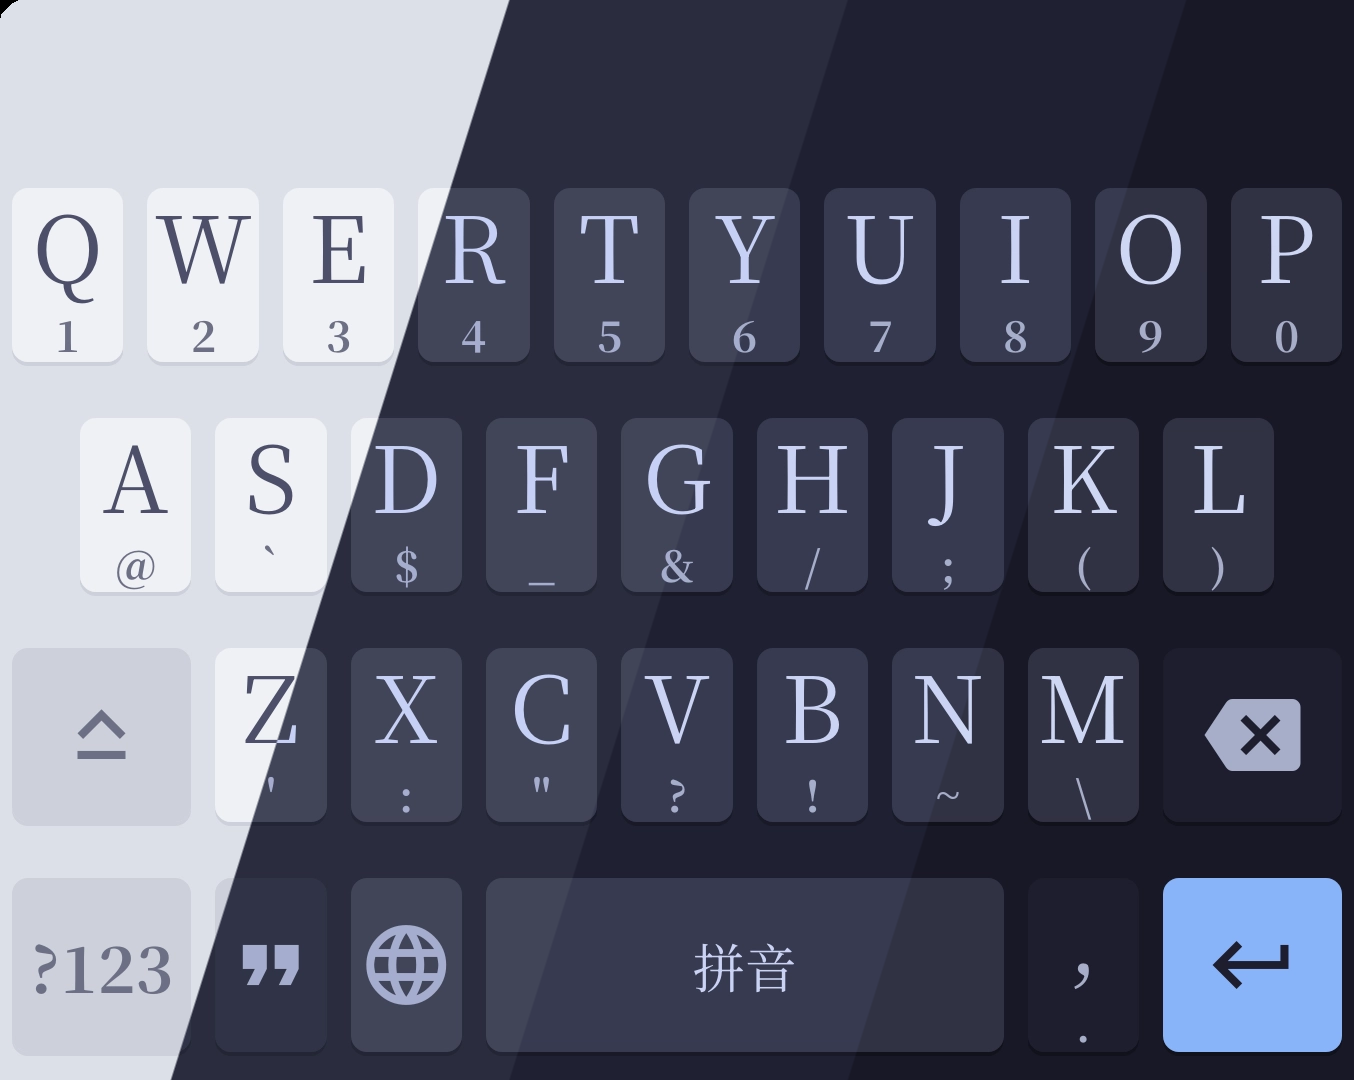 Q W E R T Y U I O P
1 2 3 4 5 6 7 8 9 0
A S D F G H J K L
@ ` $ _ & / ; ( )
Z X C V B N M
' : " ? ! ~ \
?123 " 拼音 ,
.